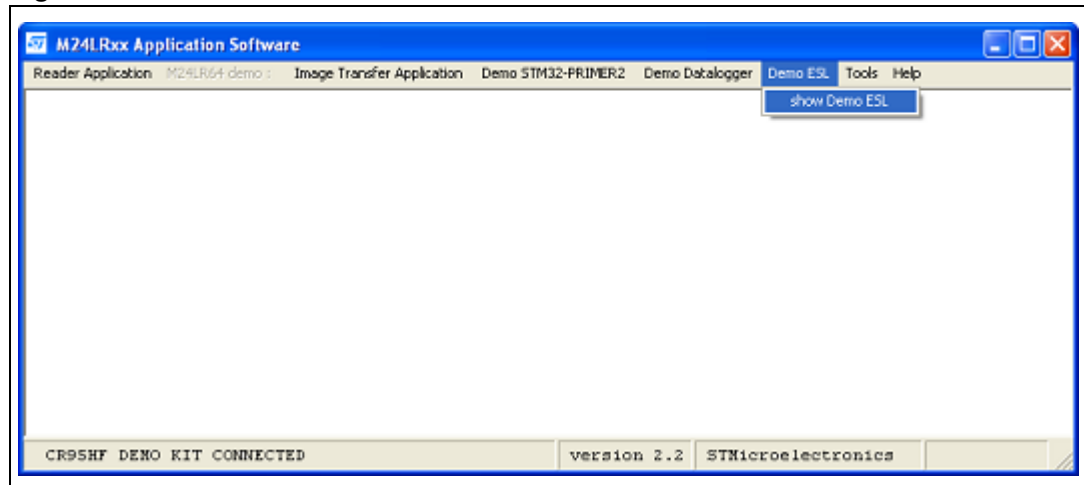 M24LRxx Application Software
Reader Application M24LR64 demo : Image Transfer Application Demo STM32-PRIMER2 Demo Datalogger Demo ESL Tools Help
show Demo ESL
CR95HF DEMO KIT CONNECTED version 2.2 STMicroelectronics